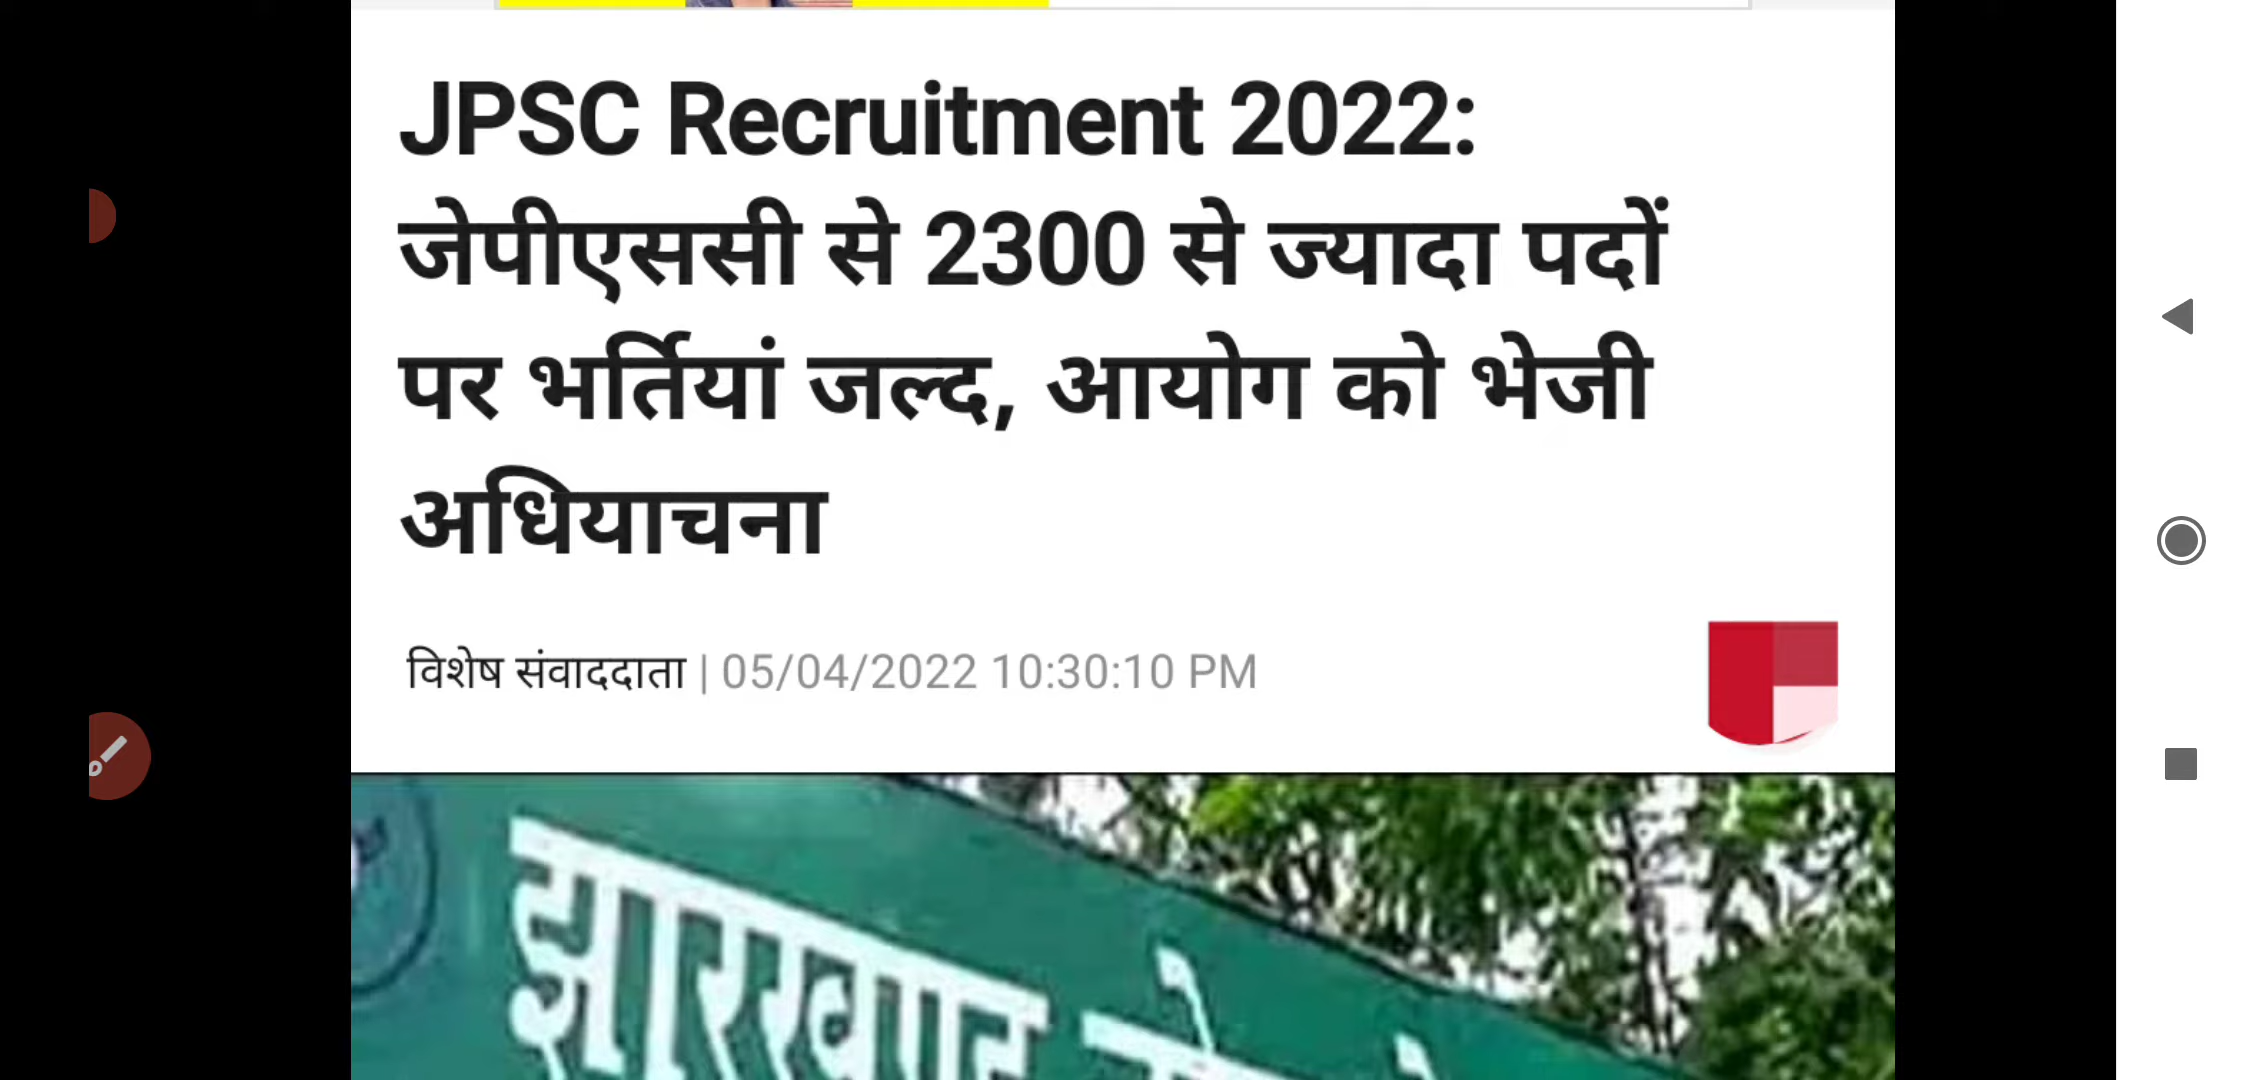 JPSC Recruitment 2022:
जेपीएससी से 2300 से ज्यादा पदों
पर भर्तियां जल्द, आयोग को भेजी
अधियाचना
विशेष संवाददाता | 05/04/2022 10:30:10 PM
झारखण्ड